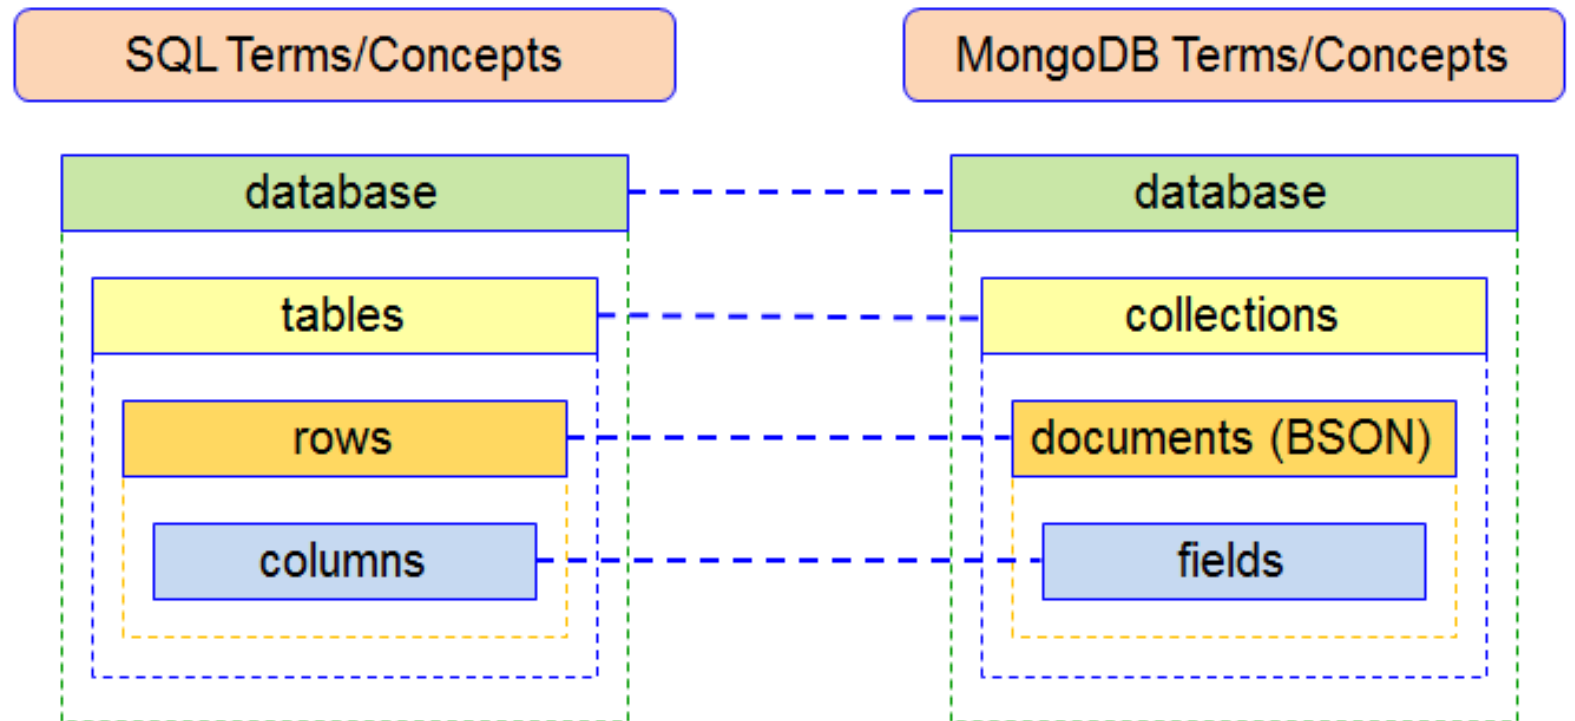 SQL Terms/Concepts
MongoDB Terms/Concepts
database
database
tables
collections
rows
documents (BSON)
columns
fields